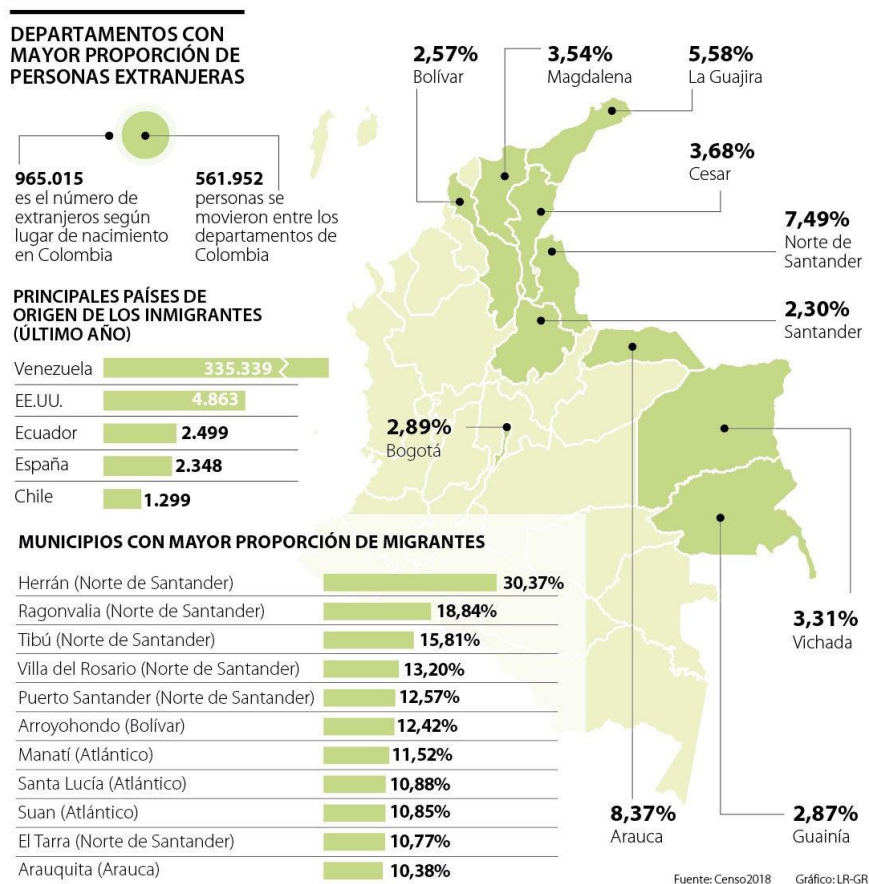 DEPARTAMENTOS CON
MAYOR PROPORCIÓN DE
PERSONAS EXTRANJERAS
965.015
es el número de
extranjeros según
lugar de nacimiento
en Colombia
561.952
personas se
movieron entre los
departamentos de
Colombia
2,57%
Bolívar
3,54%
Magdalena
5,58%
La Guajira
3,68%
Cesar
7,49%
Norte de
Santander
2,30%
Santander
2,89%
Bogotá
3,31%
Vichada
8,37%
Arauca
2,87%
Guainía
PRINCIPALES PAÍSES DE
ORIGEN DE LOS INMIGRANTES
(ÚLTIMO AÑO)
Venezuela 335.339
EE.UU. 4.863
Ecuador 2.499
España 2.348
Chile 1.299
MUNICIPIOS CON MAYOR PROPORCIÓN DE MIGRANTES
Herrán (Norte de Santander) 30,37%
Ragonvalia (Norte de Santander) 18,84%
Tibú (Norte de Santander) 15,81%
Villa del Rosario (Norte de Santander) 13,20%
Puerto Santander (Norte de Santander) 12,57%
Arroyohondo (Bolívar) 12,42%
Manatí (Atlántico) 11,52%
Santa Lucía (Atlántico) 10,88%
Suan (Atlántico) 10,85%
El Tarra (Norte de Santander) 10,77%
Arauquita (Arauca) 10,38%
Fuente: Censo2018 Gráfico: LR-GR